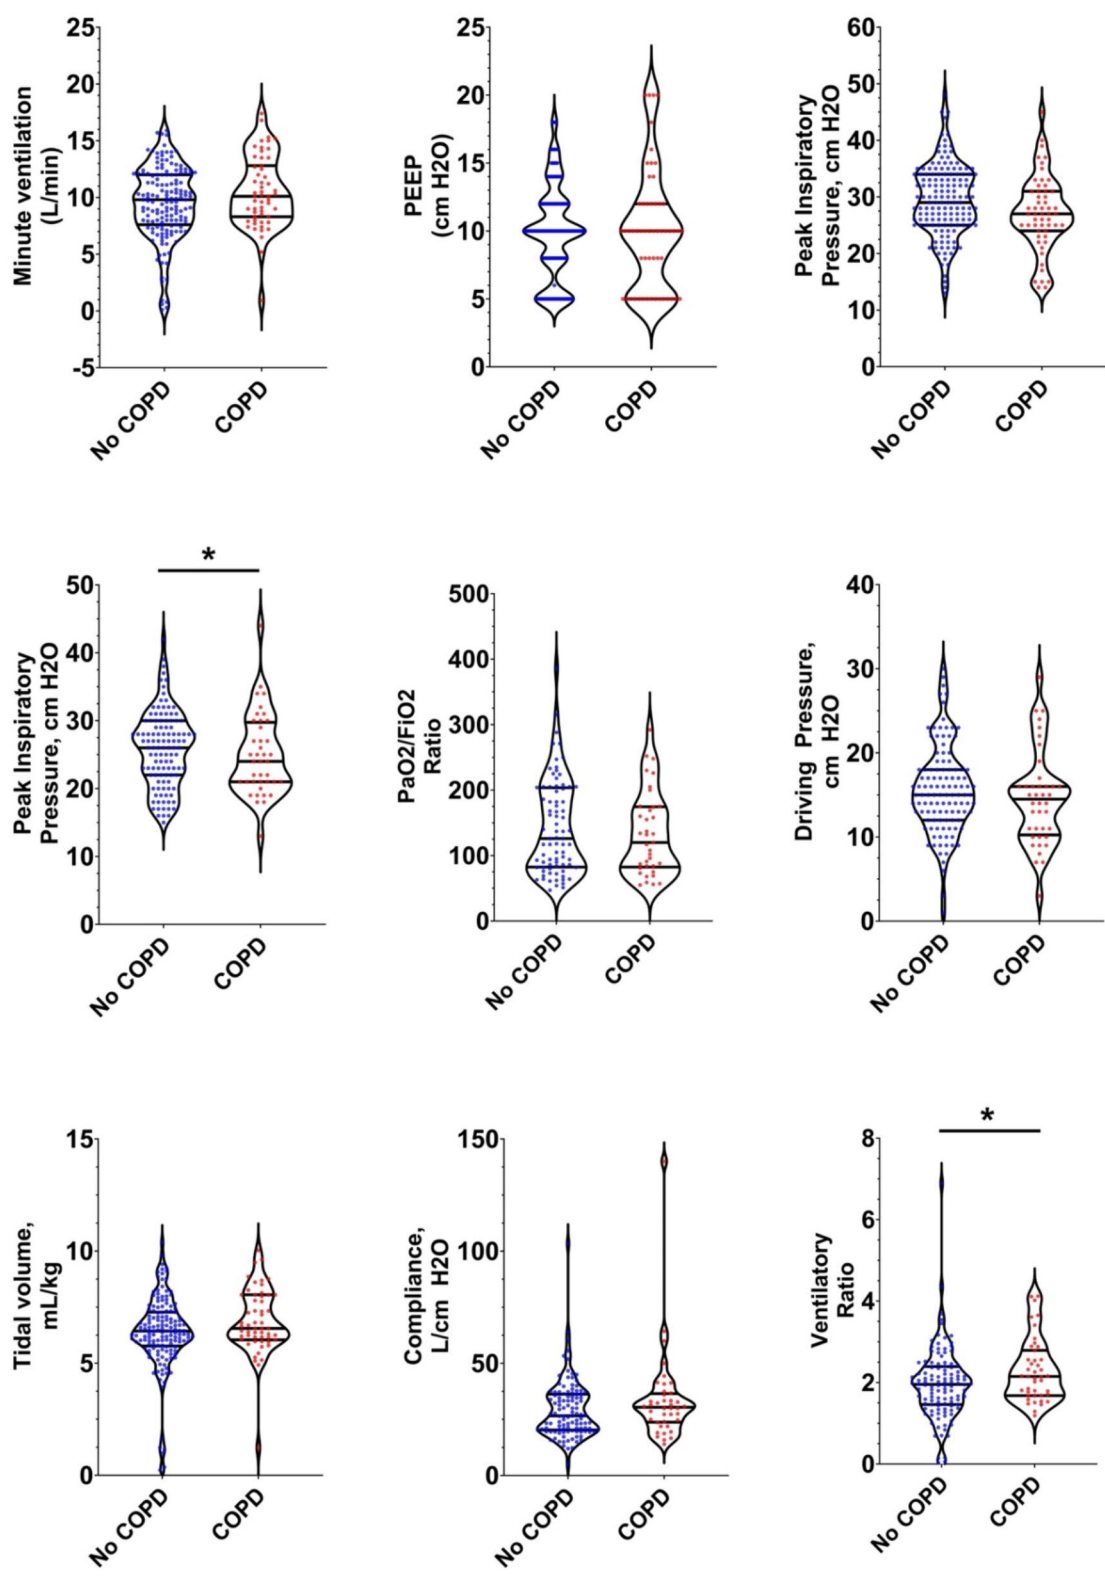 Minute ventilation
(L/min)
25
20
15
10
5
0
-5
No COPD
COPD
PEEP
(cm H2O)
25
20
15
10
5
0
No COPD
COPD
Peak Inspiratory
Pressure, cm H2O
60
50
40
30
20
10
0
No COPD
COPD
Peak Inspiratory
Pressure, cm H2O
50
40
30
20
10
0
*
No COPD
COPD
PaO2/FiO2
Ratio
500
400
300
200
100
0
No COPD
COPD
Driving Pressure,
cm H2O
40
30
20
10
0
No COPD
COPD
Tidal volume,
mL/kg
15
10
5
0
No COPD
COPD
Compliance,
L/cm H2O
150
100
50
0
No COPD
COPD
Ventilatory
Ratio
8
6
4
2
0
*
No COPD
COPD